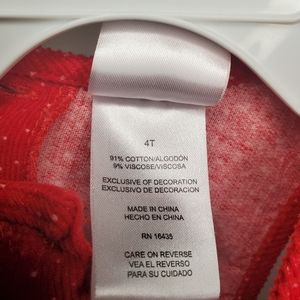 4T
91% COTTON/ALGODÓN
9% VISCOSE/VISCOSA
EXCLUSIVE OF DECORATION
EXCLUSIVO DE DECORACION
MADE IN CHINA
HECHO EN CHINA
RN 16435
CARE ON REVERSE
VEA EL REVERSO
PARA SU CUIDADO